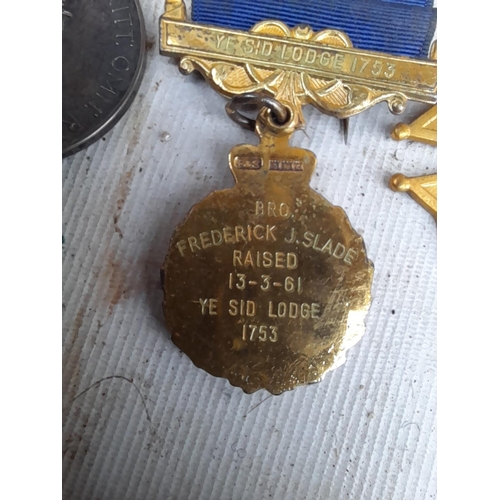 YE SID LODGE 1753
BRO.
FREDERICK J. SLADE
RAISED
13-3-61
YE SID LODGE
1753